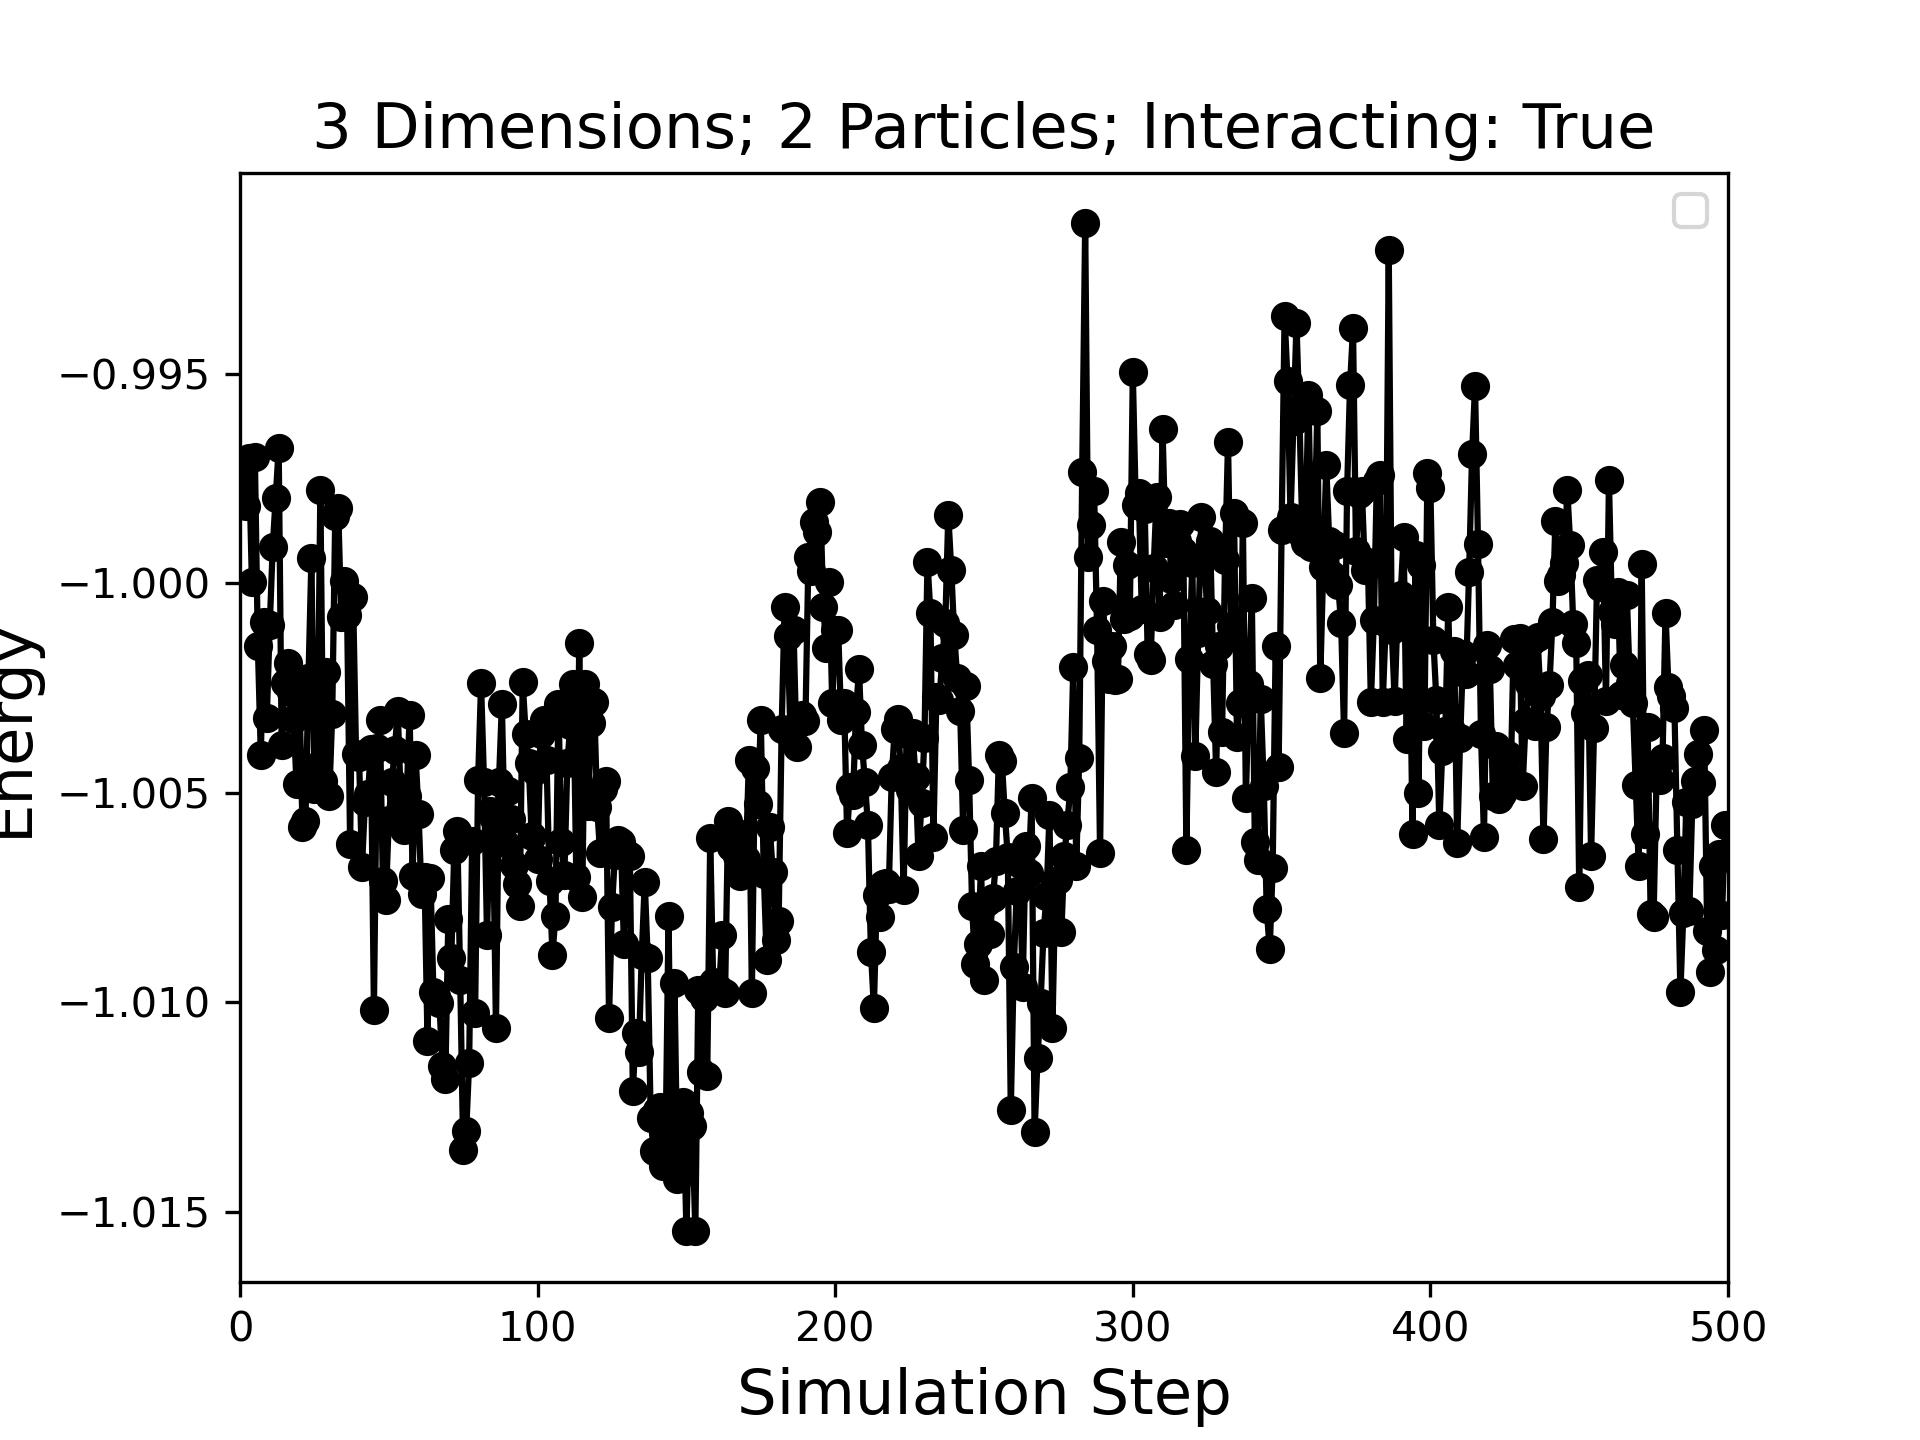 3 Dimensions; 2 Particles; Interacting: True
Energy
−0.995
−1.000
−1.005
−1.010
−1.015
0 100 200 300 400 500
Simulation Step